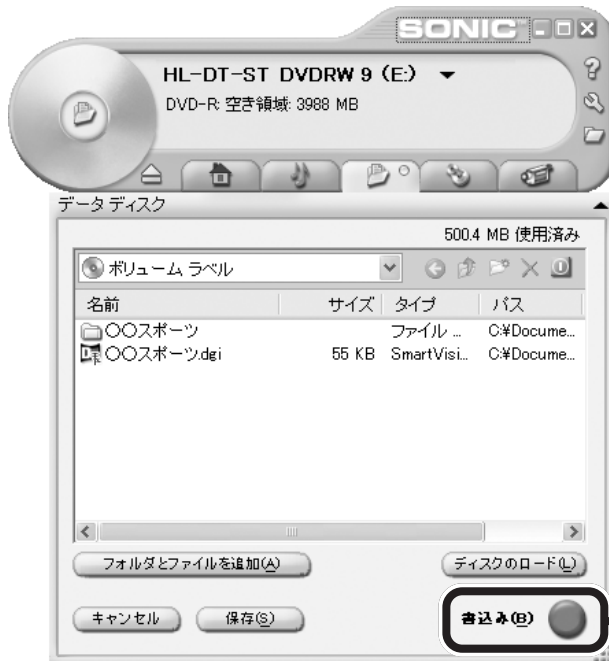 SONIC
HL-DT-ST DVDRW 9 (E:)
DVD-R: 空き領域: 3988 MB
データ ディスク
500.4 MB 使用済み
ボリューム ラベル
名前 サイズ タイプ パス
〇〇スポーツ ファイル ... C:¥Docume...
〇〇スポーツ.dgi 55 KB SmartVisi... C:¥Docume...
フォルダとファイルを追加(A) ディスクのロード(L)
キャンセル 保存(S) 書込み(B)